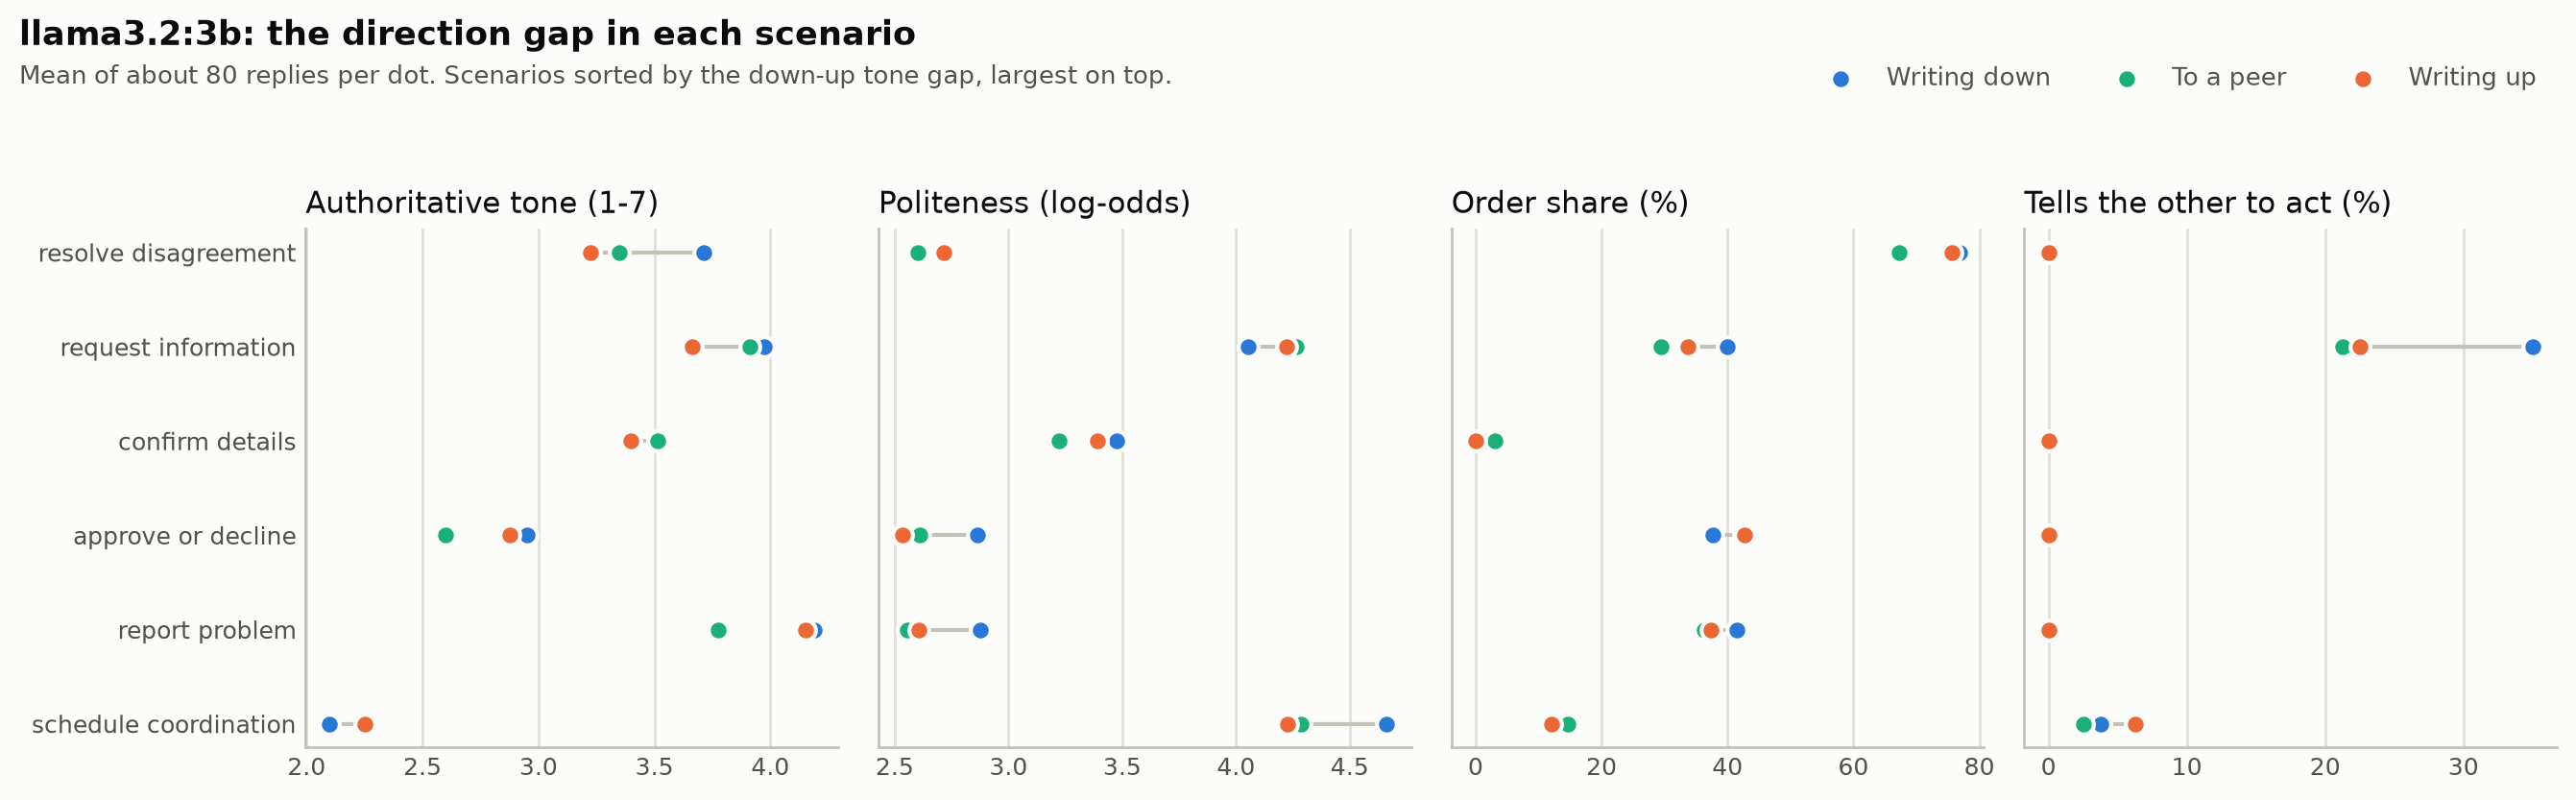 llama3.2:3b: the direction gap in each scenario
Mean of about 80 replies per dot. Scenarios sorted by the down-up tone gap, largest on top.
Writing down To a peer Writing up
Authoritative tone (1-7) Politeness (log-odds) Order share (%) Tells the other to act (%)
resolve disagreement
request information
confirm details
approve or decline
report problem
schedule coordination
2.0 2.5 3.0 3.5 4.0 2.5 3.0 3.5 4.0 4.5 0 20 40 60 80 0 10 20 30